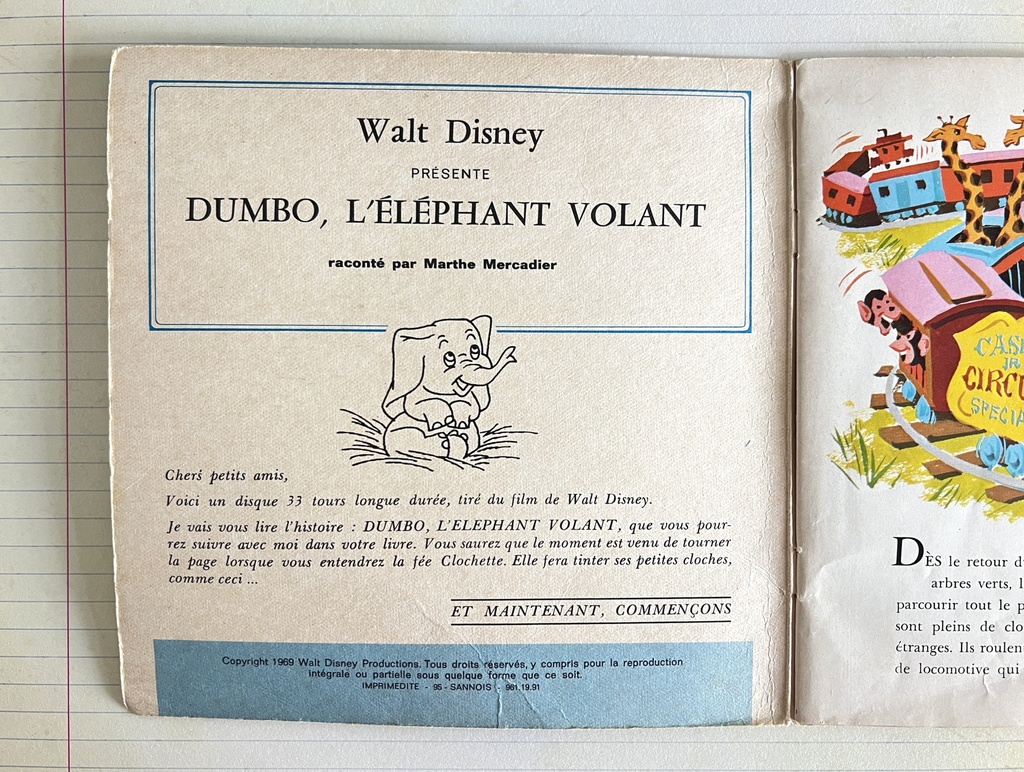 Walt Disney
PRÉSENTE
DUMBO, L'ÉLÉPHANT VOLANT
raconté par Marthe Mercadier
Chers petits amis,
Voici un disque 33 tours longue durée, tiré du film de Walt Disney.
Je vais vous lire l'histoire : DUMBO, L'ELEPHANT VOLANT, que vous pour-
rez suivre avec moi dans votre livre. Vous saurez que le moment est venu de tourner
la page lorsque vous entendrez la fée Clochette. Elle fera tinter ses petites cloches,
comme ceci ...
ET MAINTENANT, COMMENÇONS
Copyright 1969 Walt Disney Productions. Tous droits réservés, y compris pour la reproduction
intégrale ou partielle sous quelque forme que ce soit.
IMPRIMEDITE - 95 - SANNOIS - 961.19.91
JR
DÈS le retour
arbres verts,
parcourir tout le
sont pleins de
étranges. Ils
de locomotive qui